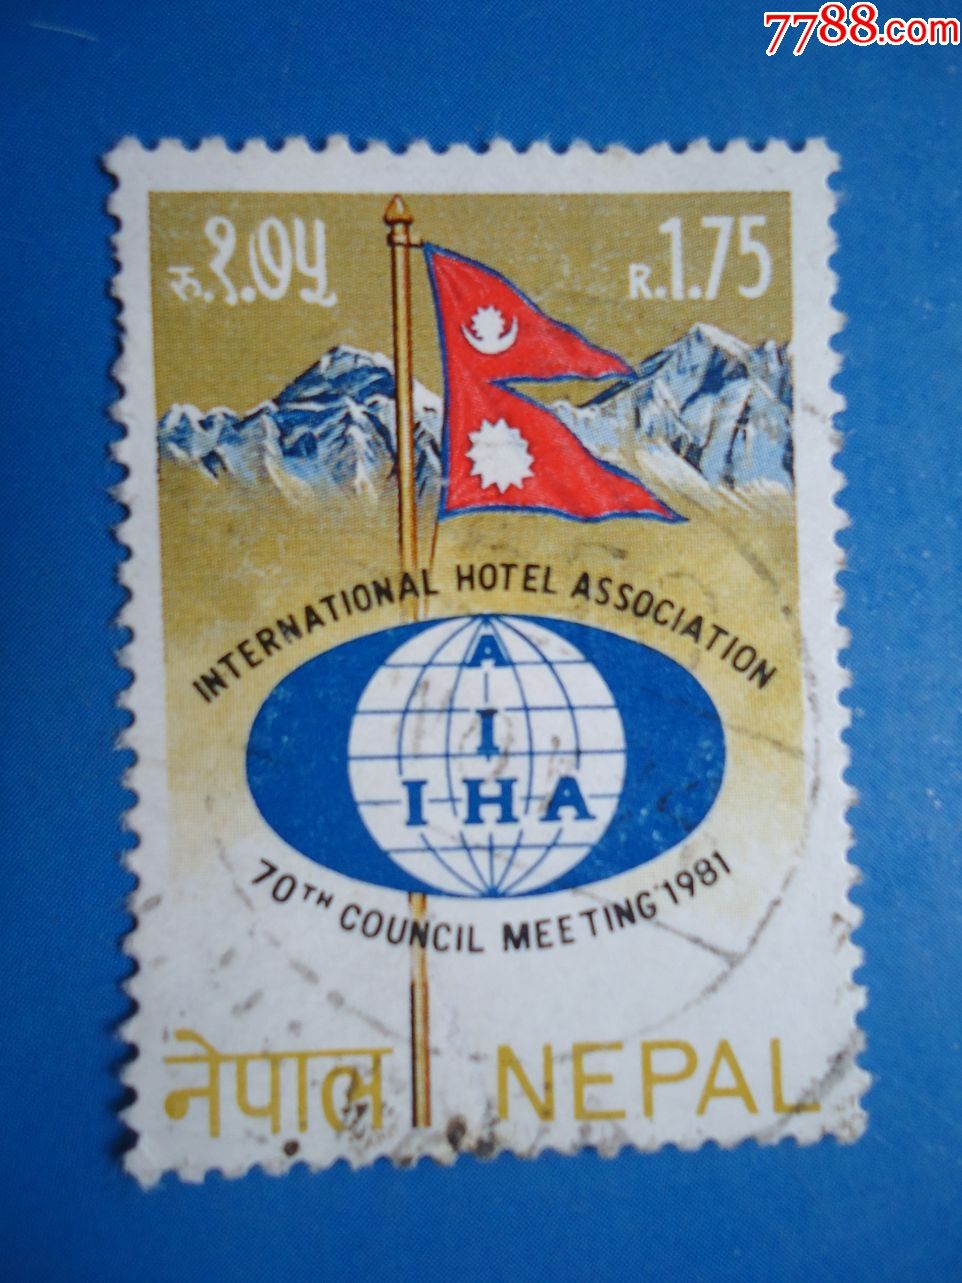 7788.com
रु.१.७५
R.1.75
INTERNATIONAL HOTEL ASSOCIATION
A
I
IHA
70TH COUNCIL MEETING 1981
नेपाल NEPAL